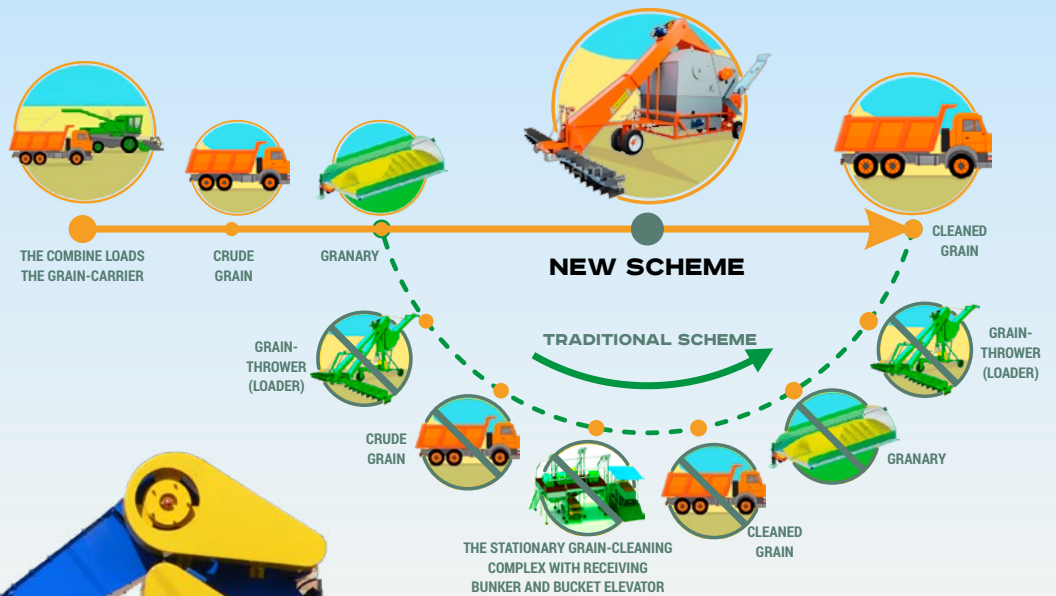 THE COMBINE LOADS
THE GRAIN-CARRIER
CRUDE
GRAIN
GRANARY
NEW SCHEME
CLEANED
GRAIN
TRADITIONAL SCHEME
GRAIN-
THROWER
(LOADER)
CRUDE
GRAIN
THE STATIONARY GRAIN-CLEANING
COMPLEX WITH RECEIVING
BUNKER AND BUCKET ELEVATOR
CLEANED
GRAIN
GRANARY
GRAIN-
THROWER
(LOADER)